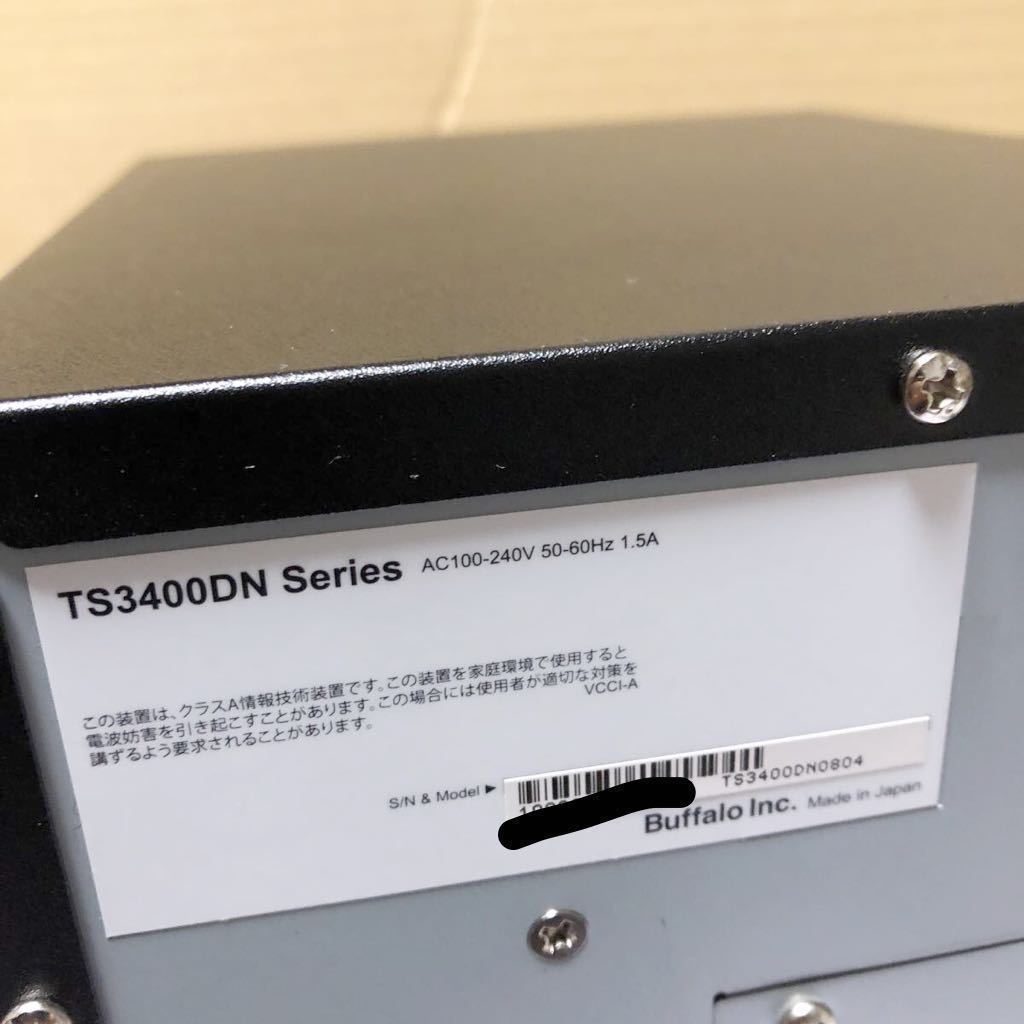 TS3400DN Series AC100-240V 50-60Hz 1.5A
この装置は、クラスA情報技術装置です。この装置を家庭環境で使用すると
電波妨害を引き起こすことがあります。この場合には使用者が適切な対策を
講ずるよう要求されることがあります。 VCCI-A
S/N & Model ▶
TS3400DN0804
Buffalo Inc. Made in Japan